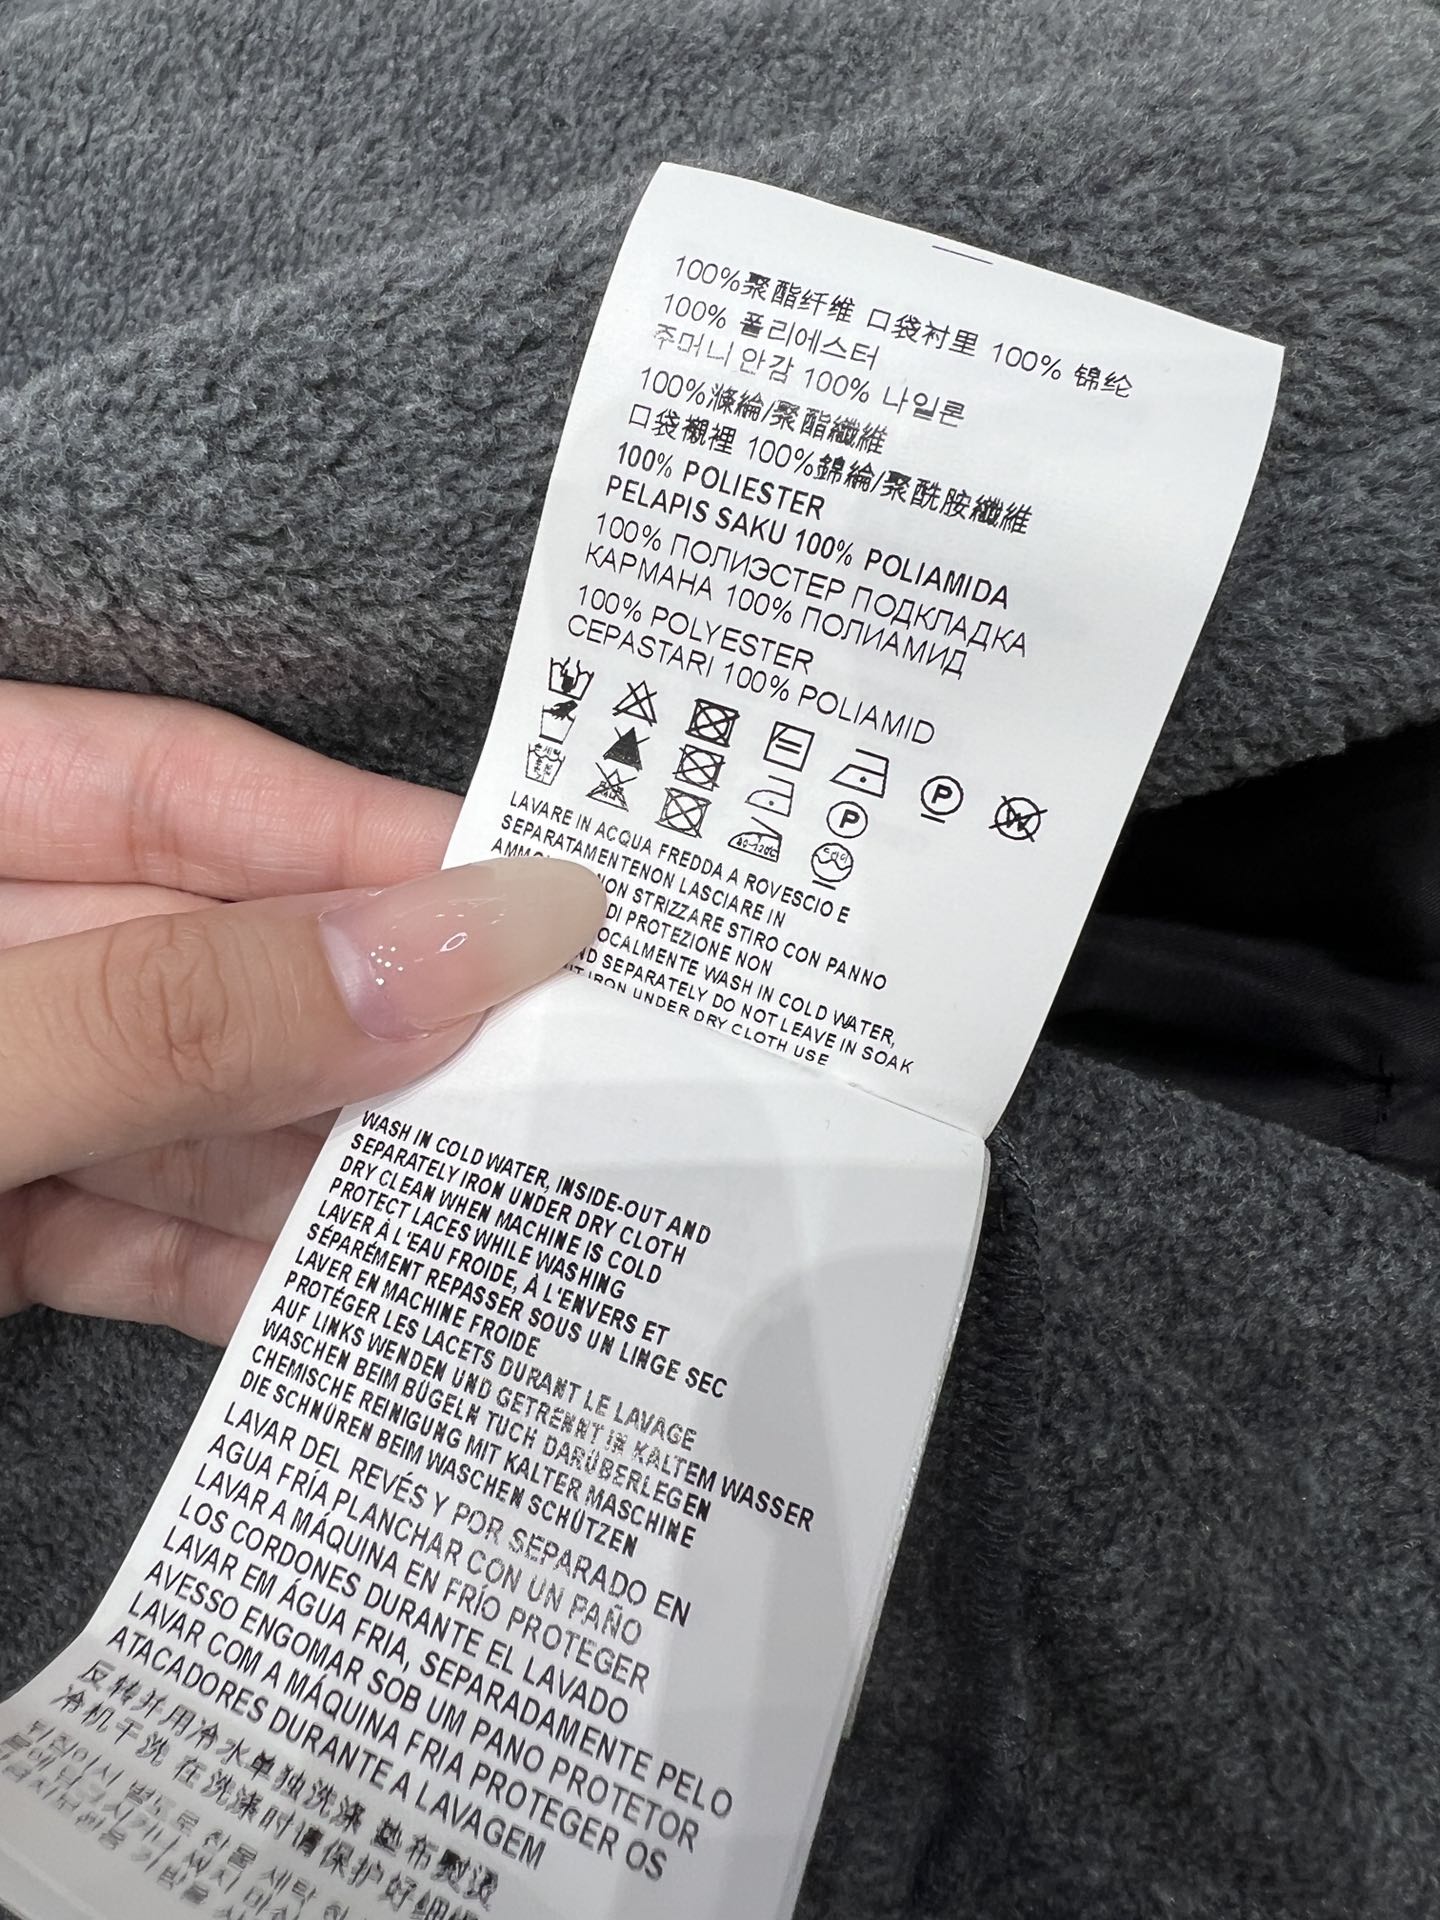 100%聚酯纤维 口袋衬里 100% 锦纶
100% 폴리에스터
주머니 안감 100% 나일론
100%滌綸/聚酯纖維
口袋襯裡 100%錦綸/聚酰胺纖維
100% POLIESTER
PELAPIS SAKU 100% POLIAMIDA
100% ПОЛИЭСТЕР ПОДКЛАДКА
КАРМАНА 100% ПОЛИАМИД
100% POLYESTER
CEPASTARI 100% POLIAMID
P
P
LAVARE IN ACQUA FREDDA A ROVESCIO E
SEPARATAMENTENON LASCIARE IN
NON STRIZZARE STIRO CON PANNO
DI PROTEZIONE NON
WASH IN COLD WATER,
SEPARATELY DO NOT LEAVE IN SOAK
IRON UNDER DRY CLOTH USE
WASH IN COLD WATER, INSIDE-OUT AND
SEPARATELY IRON UNDER DRY CLOTH
DRY CLEAN WHEN MACHINE IS COLD
PROTECT LACES WHILE WASHING
LAVER À L'EAU FROIDE, À L'ENVERS ET
SÉPARÉMENT REPASSER SOUS UN LINGE SEC
LAVER EN MACHINE FROIDE
PROTÉGER LES LACETS DURANT LE LAVAGE
AUF LINKS WENDEN UND GETRENNT IN KALTEM WASSER
WASCHEN BEIM BÜGELN TUCH DARÜBERLEGEN
CHEMISCHE REINIGUNG MIT KALTER MASCHINE
DIE SCHNÜREN BEIM WASCHEN SCHÜTZEN
LAVAR DEL REVÉS Y POR SEPARADO EN
AGUA FRÍA PLANCHAR CON UN PAÑO
LAVAR A MÁQUINA EN FRÍO PROTEGER
LOS CORDONES DURANTE EL LAVADO
LAVAR EM ÁGUA FRIA, SEPARADAMENTE PELO
AVESSO ENGOMAR SOB UM PANO PROTETOR
LAVAR COM A MÁQUINA FRIA PROTEGER OS
ATACADORES DURANTE A LAVAGEM
反转并用冷水单独洗涤 垫布熨烫
冷机干洗 在洗涤时请保护好细